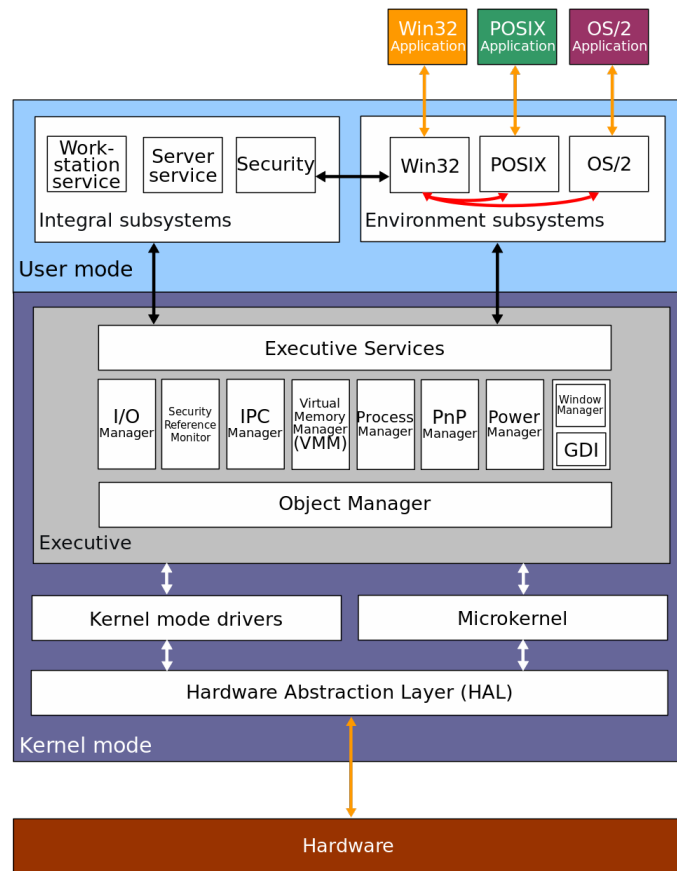 Win32
Application
POSIX
Application
OS/2
Application
Work-
station
service
Server
service
Security
Integral subsystems
Win32
POSIX
OS/2
Environment subsystems
User mode
Executive Services
I/O
Manager
Security
Reference
Monitor
IPC
Manager
Virtual
Memory
Manager
(VMM)
Process
Manager
PnP
Manager
Power
Manager
Window
Manager
GDI
Object Manager
Executive
Kernel mode drivers
Microkernel
Hardware Abstraction Layer (HAL)
Kernel mode
Hardware